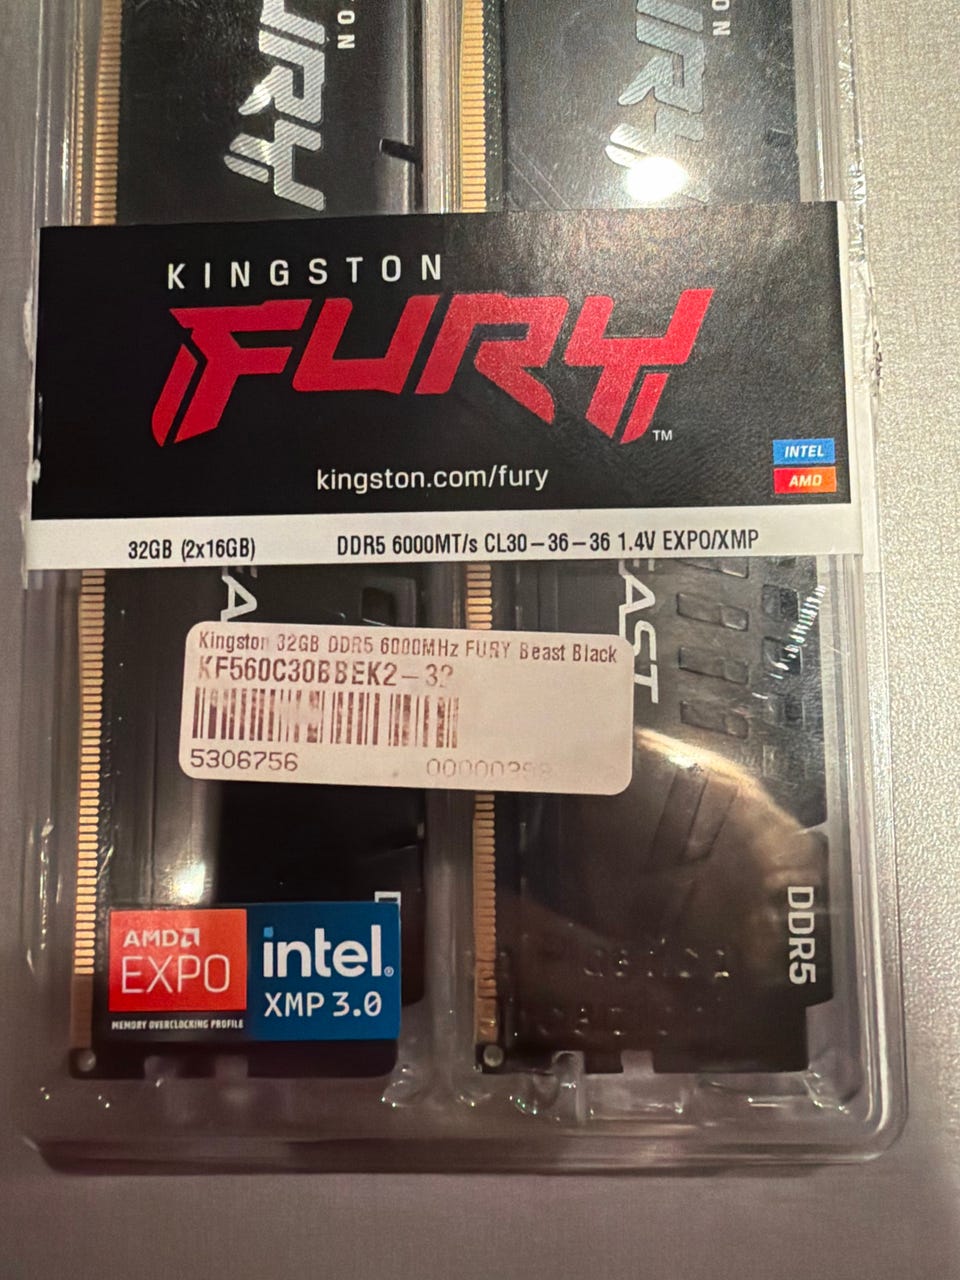 KINGSTON
FURY
™
kingston.com/fury
INTEL
AMD
32GB (2x16GB) DDR5 6000MT/s CL30-36-36 1.4V EXPO/XMP
Kingston 32GB DDR5 6000MHz FURY Beast Black
KF560C30BBEK2-32
5306756
DDR5
AMD
EXPO
MEMORY OVERCLOCKING PROFILE
intel®
XMP 3.0